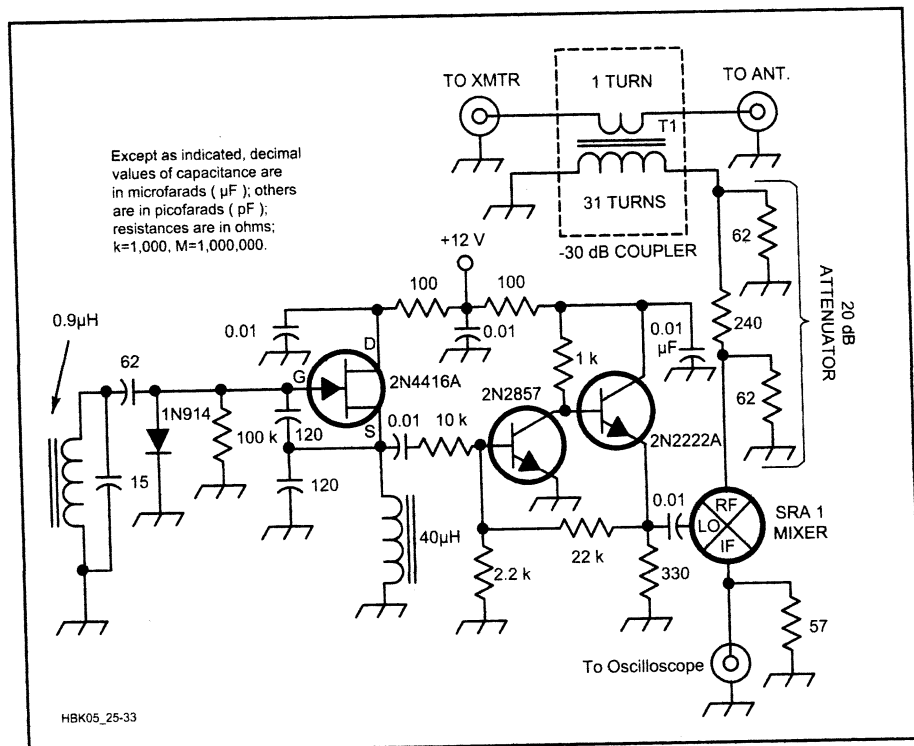 TO XMTR
1 TURN
TO ANT.
T1
31 TURNS
-30 dB COUPLER
Except as indicated, decimal
values of capacitance are
in microfarads ( µF ); others
are in picofarads ( pF );
resistances are in ohms;
k=1,000, M=1,000,000.
+12 V
100
100
62
240
62
20 dB
ATTENUATOR
0.9µH
0.01
0.01
0.01
µF
D
G
S
2N4416A
62
1N914
100 k
120
120
15
1 k
2N2857
2N2222A
0.01
10 k
40µH
2.2 k
22 k
330
0.01
RF
LO
IF
SRA 1
MIXER
57
To Oscilloscope
HBK05_25-33